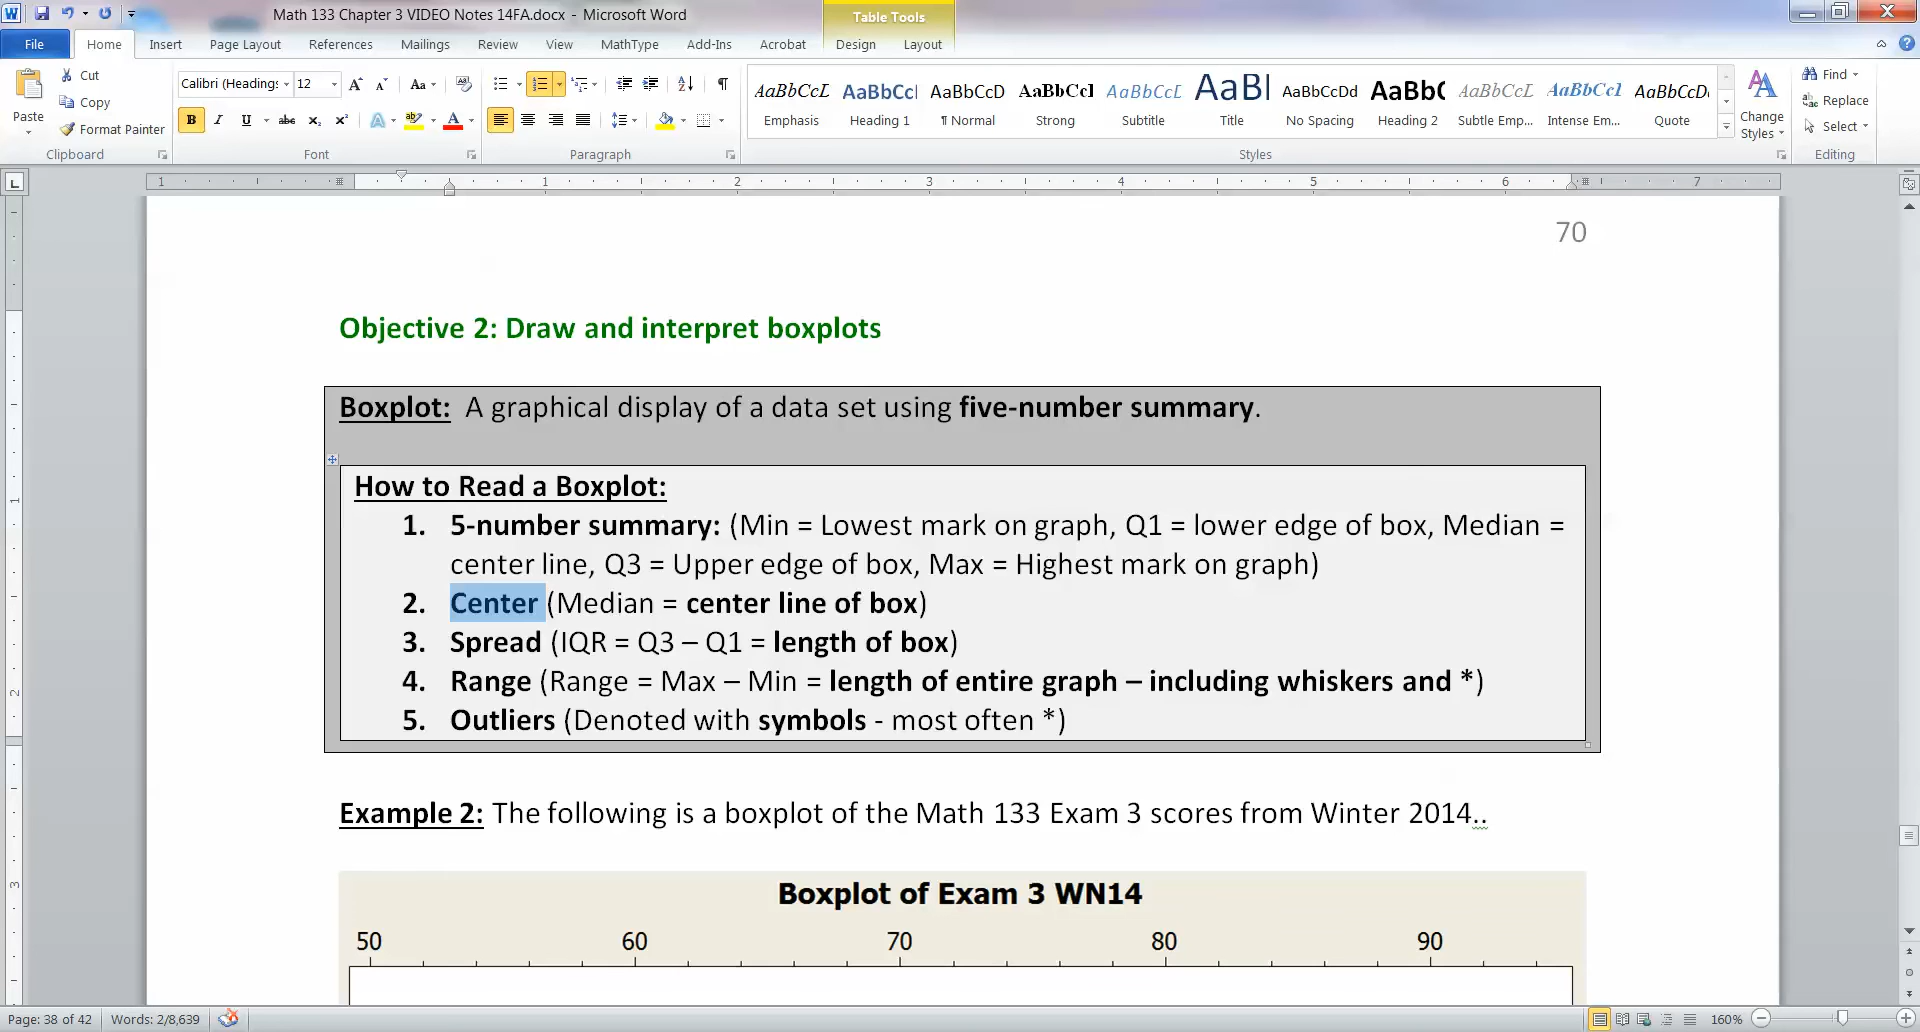 Math 133 Chapter 3 VIDEO Notes 14FA.docx - Microsoft Word
Table Tools
File Home Insert Page Layout References Mailings Review View MathType Add-Ins Acrobat Design Layout
Paste
Cut
Copy
Format Painter
Clipboard
Calibri (Headings 12
Font
Paragraph
AaBbCcL AaBbCcI AaBbCcD AaBbCcI AaBbCcL AaBl AaBbCcDd AaBbC AaBbCcL AaBbCcI AaBbCcD
Emphasis Heading 1 ¶ Normal Strong Subtitle Title No Spacing Heading 2 Subtle Emp... Intense Em... Quote
Change
Styles
Styles
Find
Replace
Select
Editing
1 1 2 3 4 5 6 7
70
Objective 2: Draw and interpret boxplots
Boxplot: A graphical display of a data set using five-number summary.
How to Read a Boxplot:
1. 5-number summary: (Min = Lowest mark on graph, Q1 = lower edge of box, Median =
center line, Q3 = Upper edge of box, Max = Highest mark on graph)
2. Center (Median = center line of box)
3. Spread (IQR = Q3 – Q1 = length of box)
4. Range (Range = Max – Min = length of entire graph – including whiskers and *)
5. Outliers (Denoted with symbols - most often *)
Example 2: The following is a boxplot of the Math 133 Exam 3 scores from Winter 2014..
Boxplot of Exam 3 WN14
50 60 70 80 90
Page: 38 of 42 Words: 2/8,639 160%